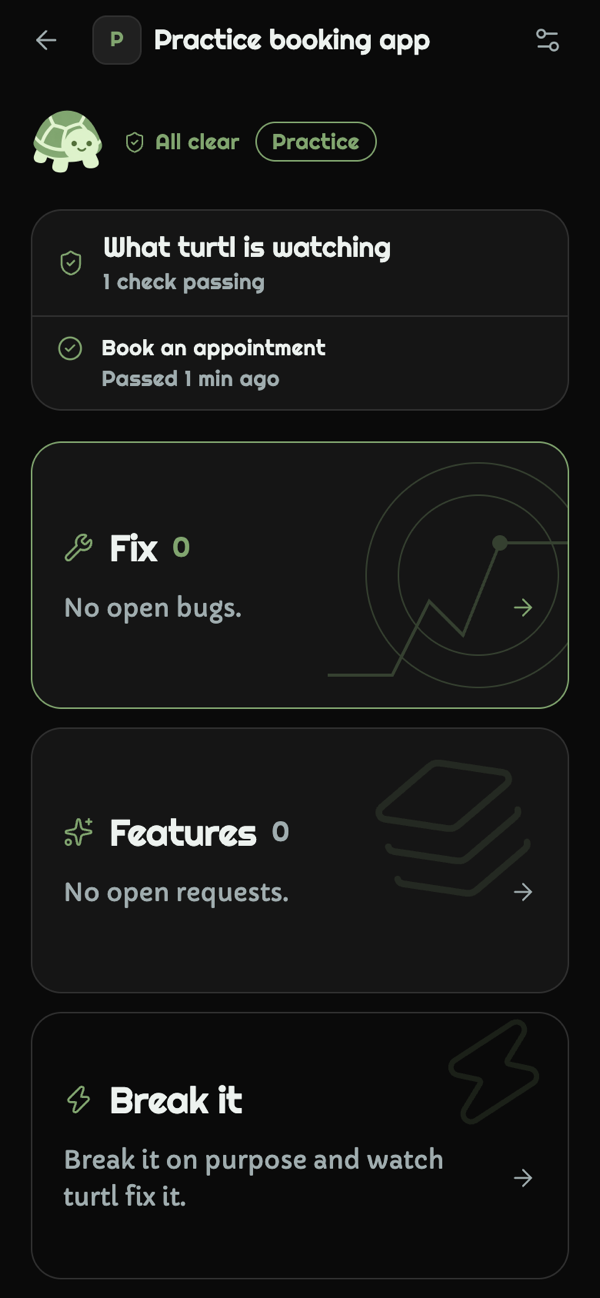 P
Practice booking app
All clear
Practice
What turtl is watching
1 check passing
Book an appointment
Passed 1 min ago
Fix 0
No open bugs.
Features 0
No open requests.
Break it
Break it on purpose and watch
turtl fix it.